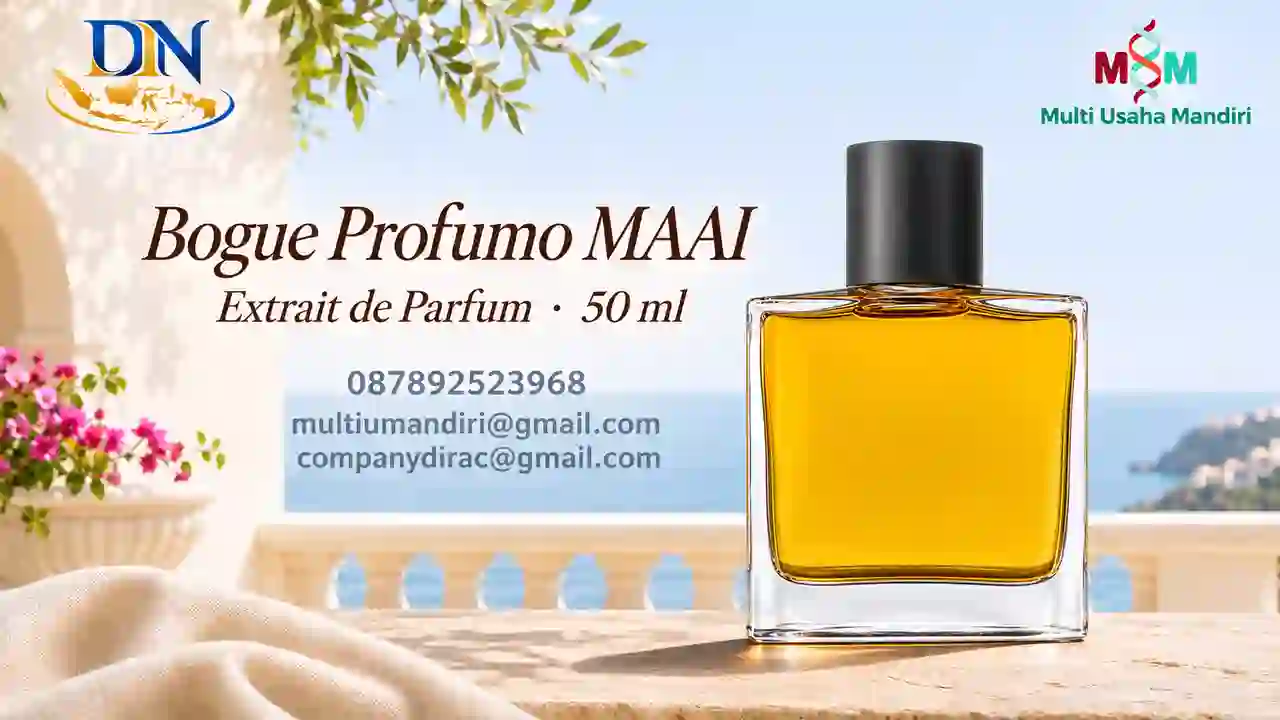 DN
MSM
Multi Usaha Mandiri
Bogue Profumo MAAI
Extrait de Parfum · 50 ml
087892523968
multiumandiri@gmail.com
companydirac@gmail.com